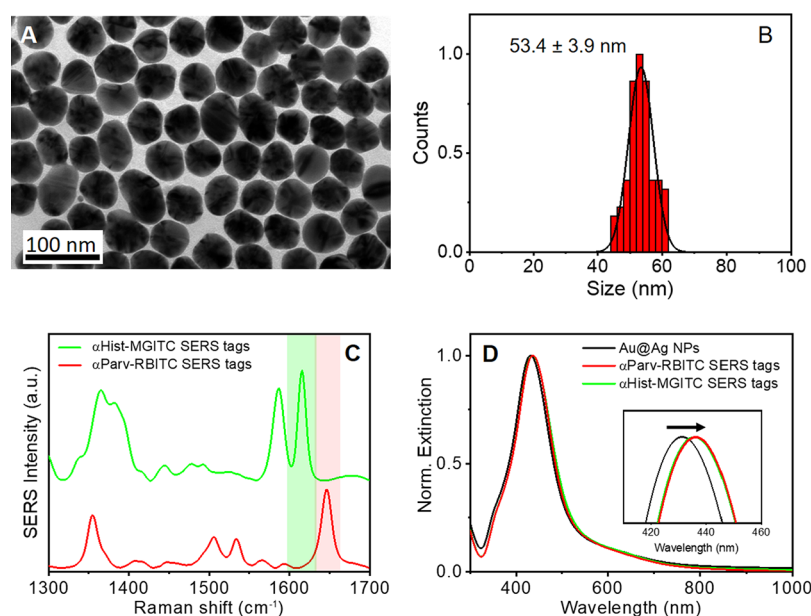 A
100 nm
B
53.4 ± 3.9 nm
Counts
1.0
0.5
0.0
0 20 40 60 80 100
Size (nm)
C
αHist-MGITC SERS tags
αParv-RBITC SERS tags
SERS Intensity (a.u.)
1300 1400 1500 1600 1700
Raman shift (cm⁻¹)
D
Au@Ag NPs
αParv-RBITC SERS tags
αHist-MGITC SERS tags
Norm. Extinction
1.0
0.5
0.0
420 440 460
Wavelength (nm)
400 600 800 1000
Wavelength (nm)